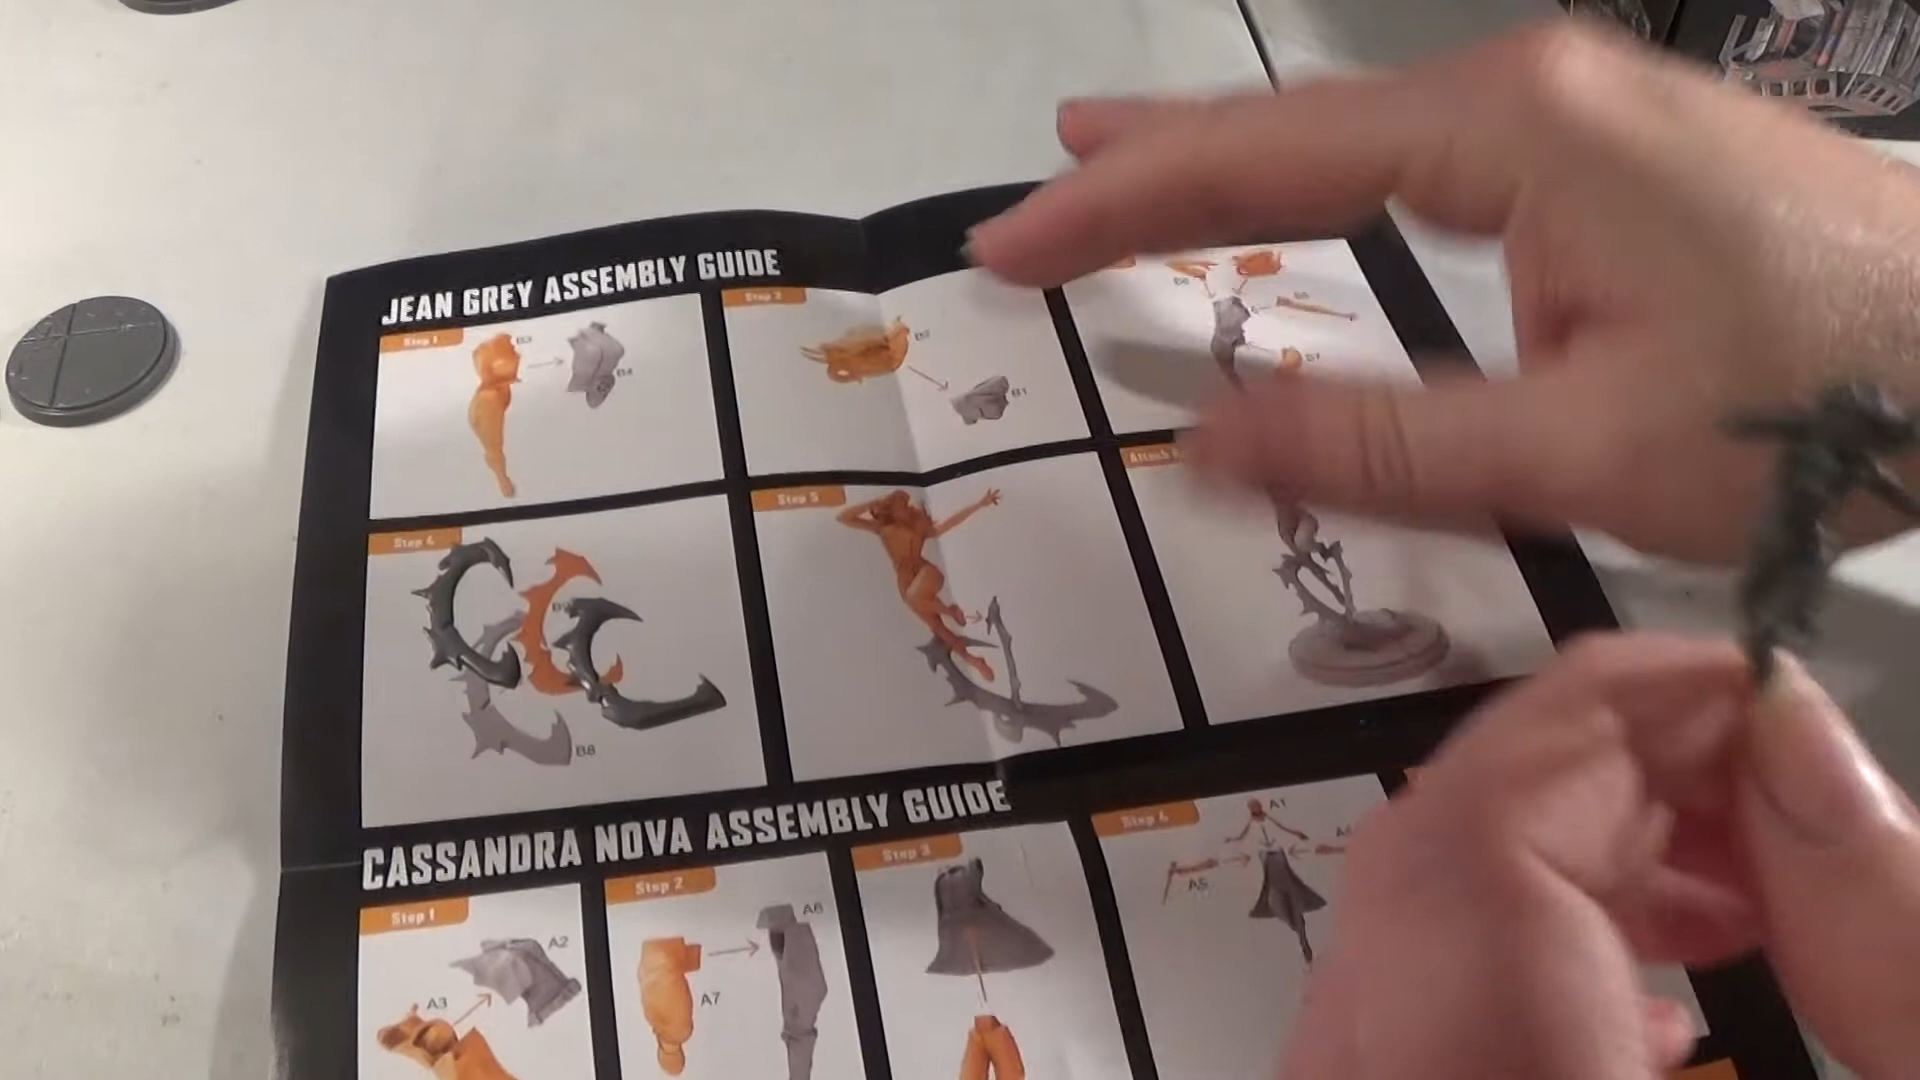 JEAN GREY ASSEMBLY GUIDE
Step 1
B3
B4
Step 2
B2
B1
B6
B5
B7
Step 4
B8
Step 5
Attach
CASSANDRA NOVA ASSEMBLY GUIDE
Step 1
A2
A3
Step 2
A6
A7
Step 3
Step 4
A1
A5